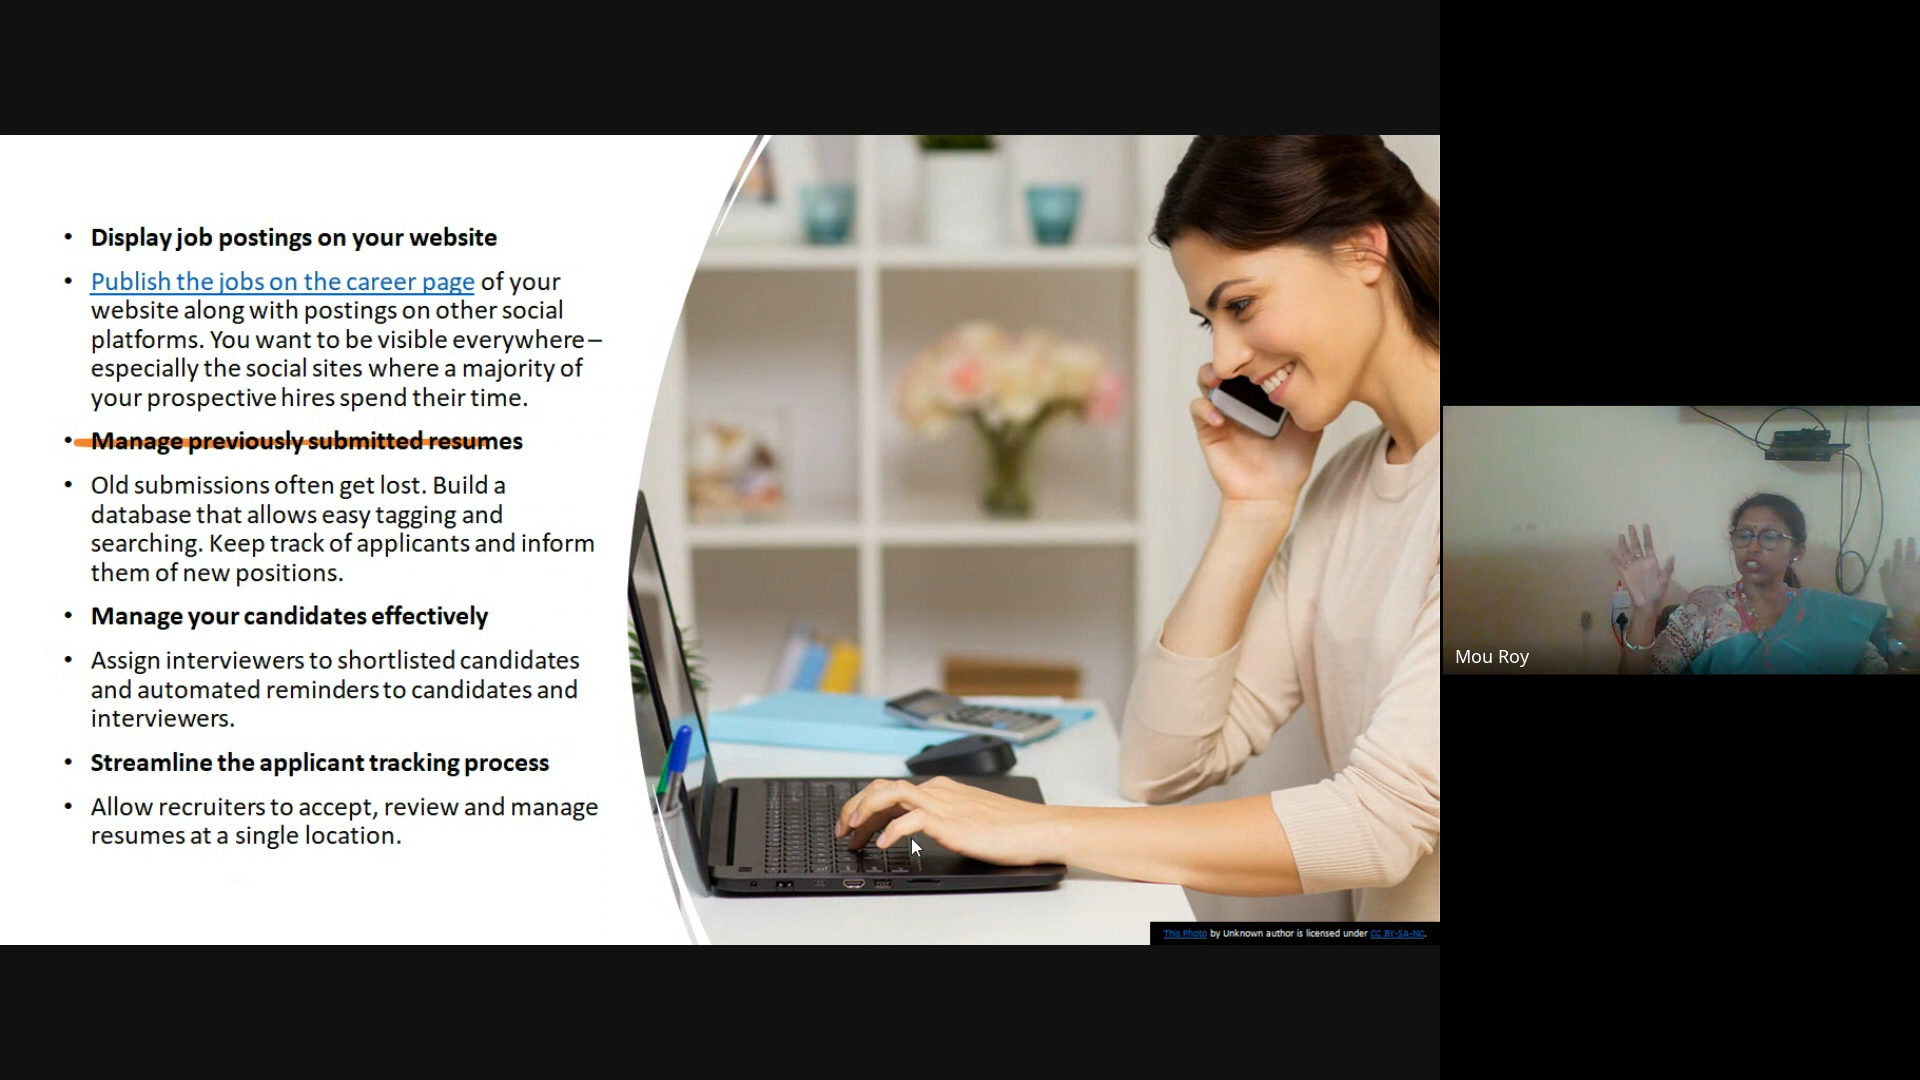 • Display job postings on your website
• Publish the jobs on the career page of your
website along with postings on other social
platforms. You want to be visible everywhere –
especially the social sites where a majority of
your prospective hires spend their time.
• Manage previously submitted resumes
• Old submissions often get lost. Build a
database that allows easy tagging and
searching. Keep track of applicants and inform
them of new positions.
• Manage your candidates effectively
• Assign interviewers to shortlisted candidates
and automated reminders to candidates and
interviewers.
• Streamline the applicant tracking process
• Allow recruiters to accept, review and manage
resumes at a single location.
This Photo by Unknown author is licensed under CC BY-SA-NC.
Mou Roy